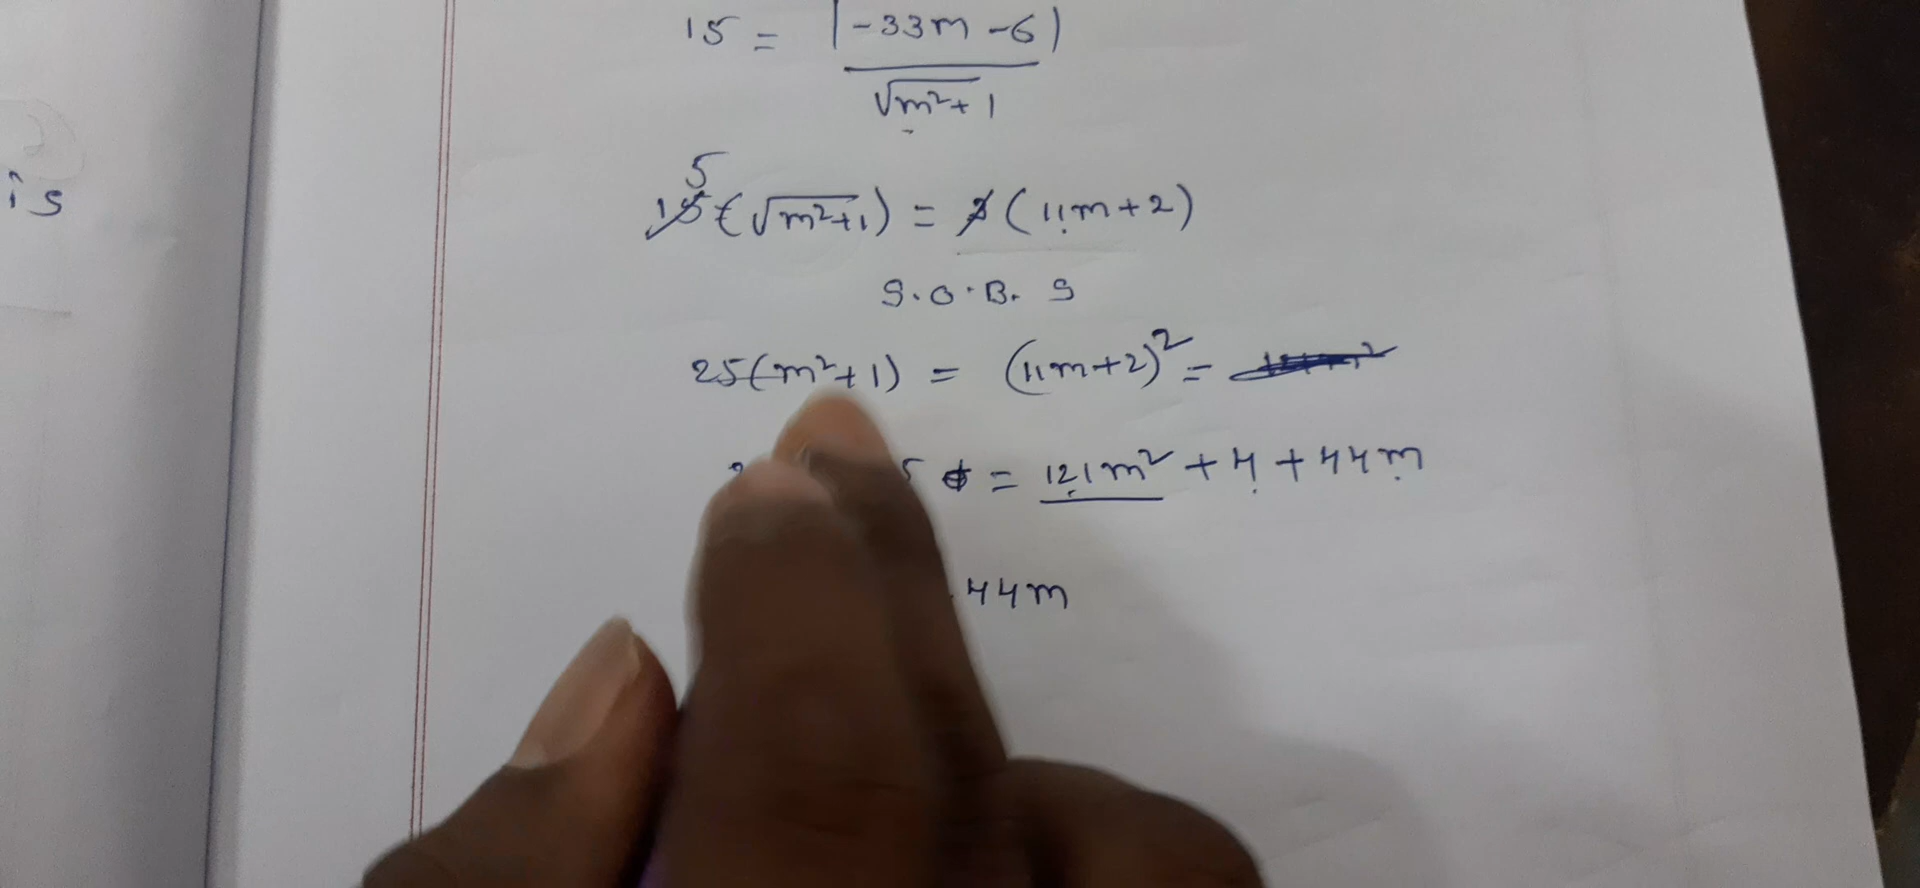 15 = |-33m -6| / √m²+1
is
5
15(√m²+1) = 3(11m+2)
S.O.B.S
25(m²+1) = (11m+2)² =
= 121m² + 4 + 44m
44m